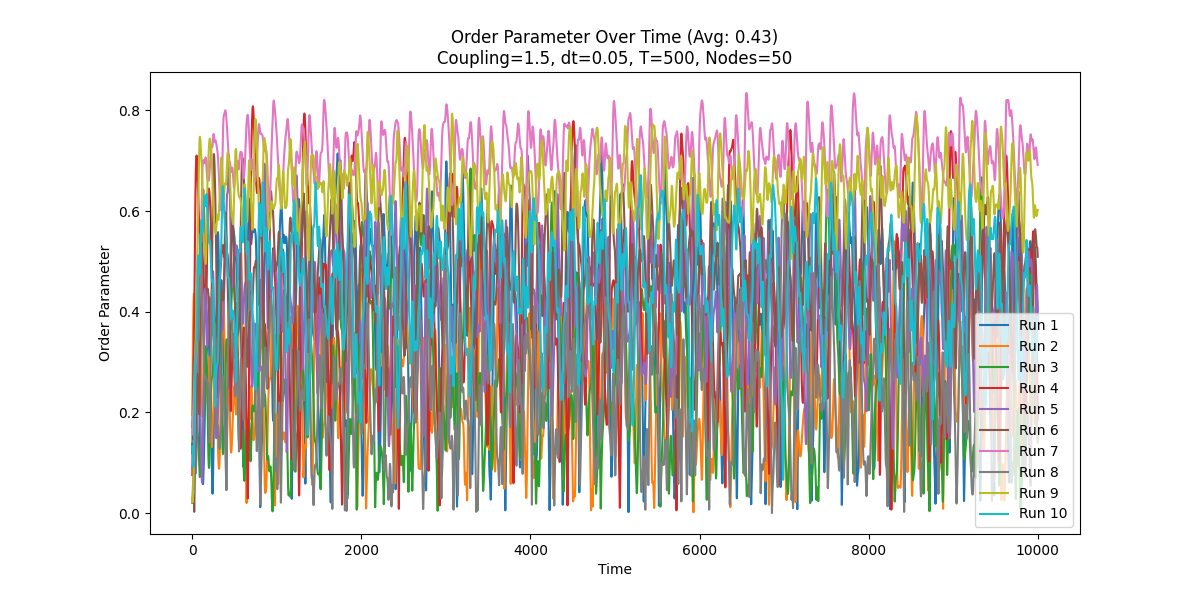 Order Parameter Over Time (Avg: 0.43)
Coupling=1.5, dt=0.05, T=500, Nodes=50
Order Parameter
0.8
0.6
0.4
0.2
0.0
0
2000
4000
6000
8000
10000
Time
Run 1
Run 2
Run 3
Run 4
Run 5
Run 6
Run 7
Run 8
Run 9
Run 10